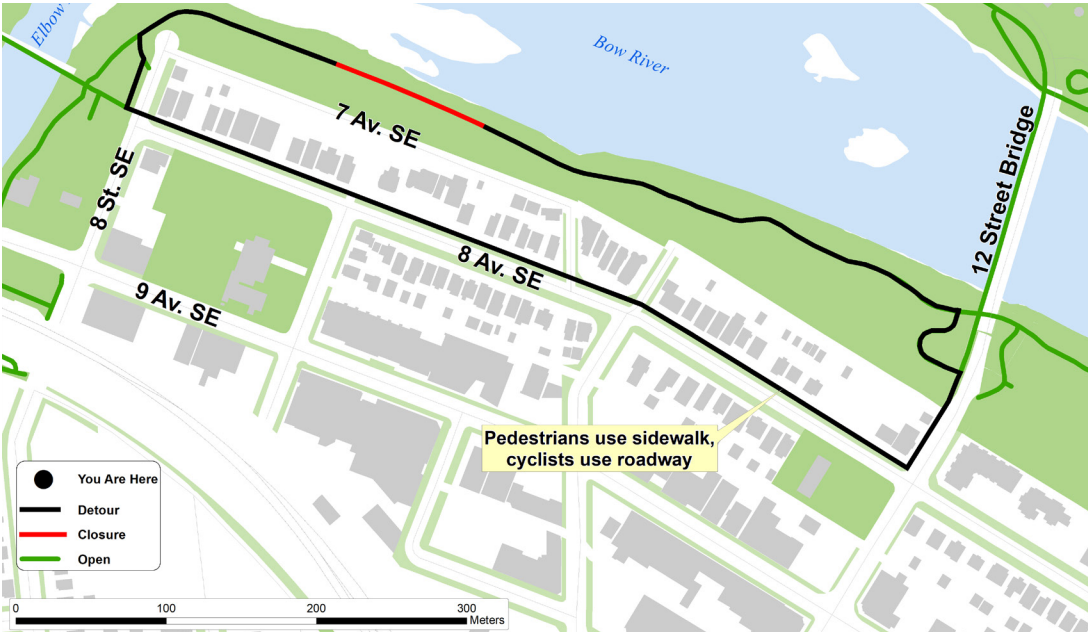 Elbow
Bow River
7 Av. SE
12 Street Bridge
8 St. SE
8 Av. SE
9 Av. SE
Pedestrians use sidewalk,
cyclists use roadway
You Are Here
Detour
Closure
Open
0 100 200 300
Meters